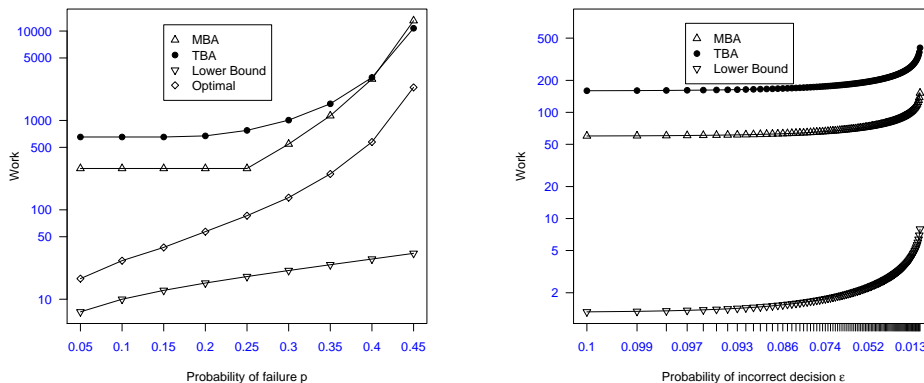 10000
5000
1000
500
100
50
10
Work
MBA
TBA
Lower Bound
Optimal
0.05 0.1 0.15 0.2 0.25 0.3 0.35 0.4 0.45
Probability of failure p
500
200
100
50
20
10
5
2
Work
MBA
TBA
Lower Bound
0.1 0.099 0.097 0.093 0.086 0.074 0.052 0.013
Probability of incorrect decision ε